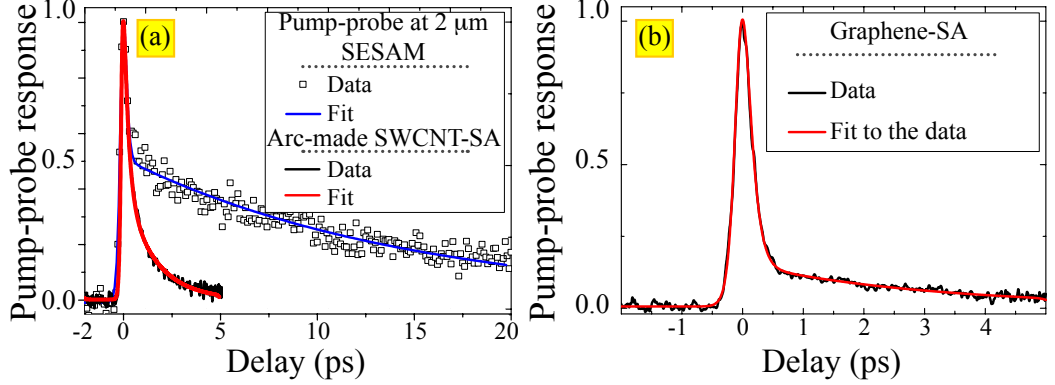 (a)
Pump-probe at 2 μm
SESAM
Data
Fit
Arc-made SWCNT-SA
Data
Fit
Pump-probe response
1.0
0.5
0.0
-2
0
5
10
15
20
Delay (ps)
(b)
Graphene-SA
Data
Fit to the data
Pump-probe response
1.0
0.5
0.0
-1
0
1
2
3
4
Delay (ps)